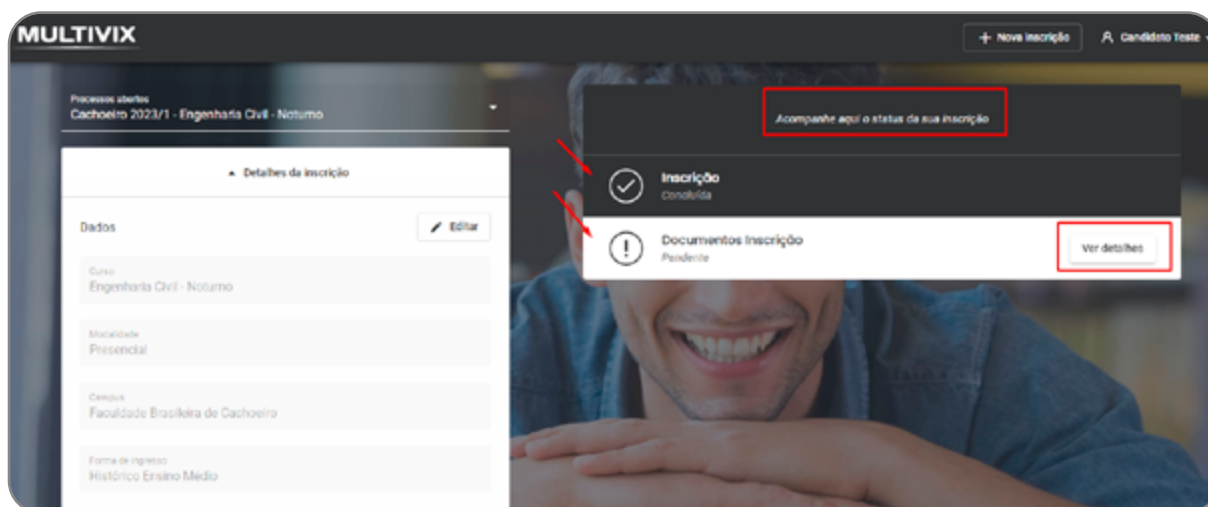 MULTIVIX
+ Nova inscrição
Candidato Teste
Processos abertos
Cachoeiro 2023/1 - Engenharia Civil - Noturno
Detalhes da inscrição
Dados
Editar
Curso
Engenharia Civil - Noturno
Modalidade
Presencial
Campus
Faculdade Brasileira de Cachoeiro
Forma de ingresso
Histórico Ensino Médio
Acompanhe aqui o status da sua inscrição
Inscrição
Concluída
Documentos Inscrição
Pendente
Ver detalhes